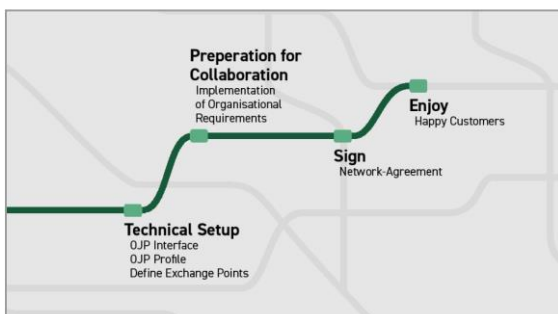 Preperation for
Collaboration
Implementation
of Organisational
Requirements
Enjoy
Happy Customers
Sign
Network-Agreement
Technical Setup
OJP Interface
OJP Profile
Define Exchange Points